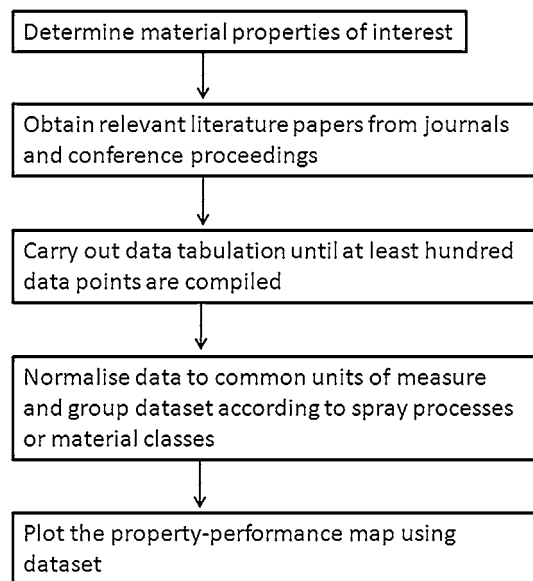 Determine material properties of interest
Obtain relevant literature papers from journals
and conference proceedings
Carry out data tabulation until at least hundred
data points are compiled
Normalise data to common units of measure
and group dataset according to spray processes
or material classes
Plot the property-performance map using
dataset